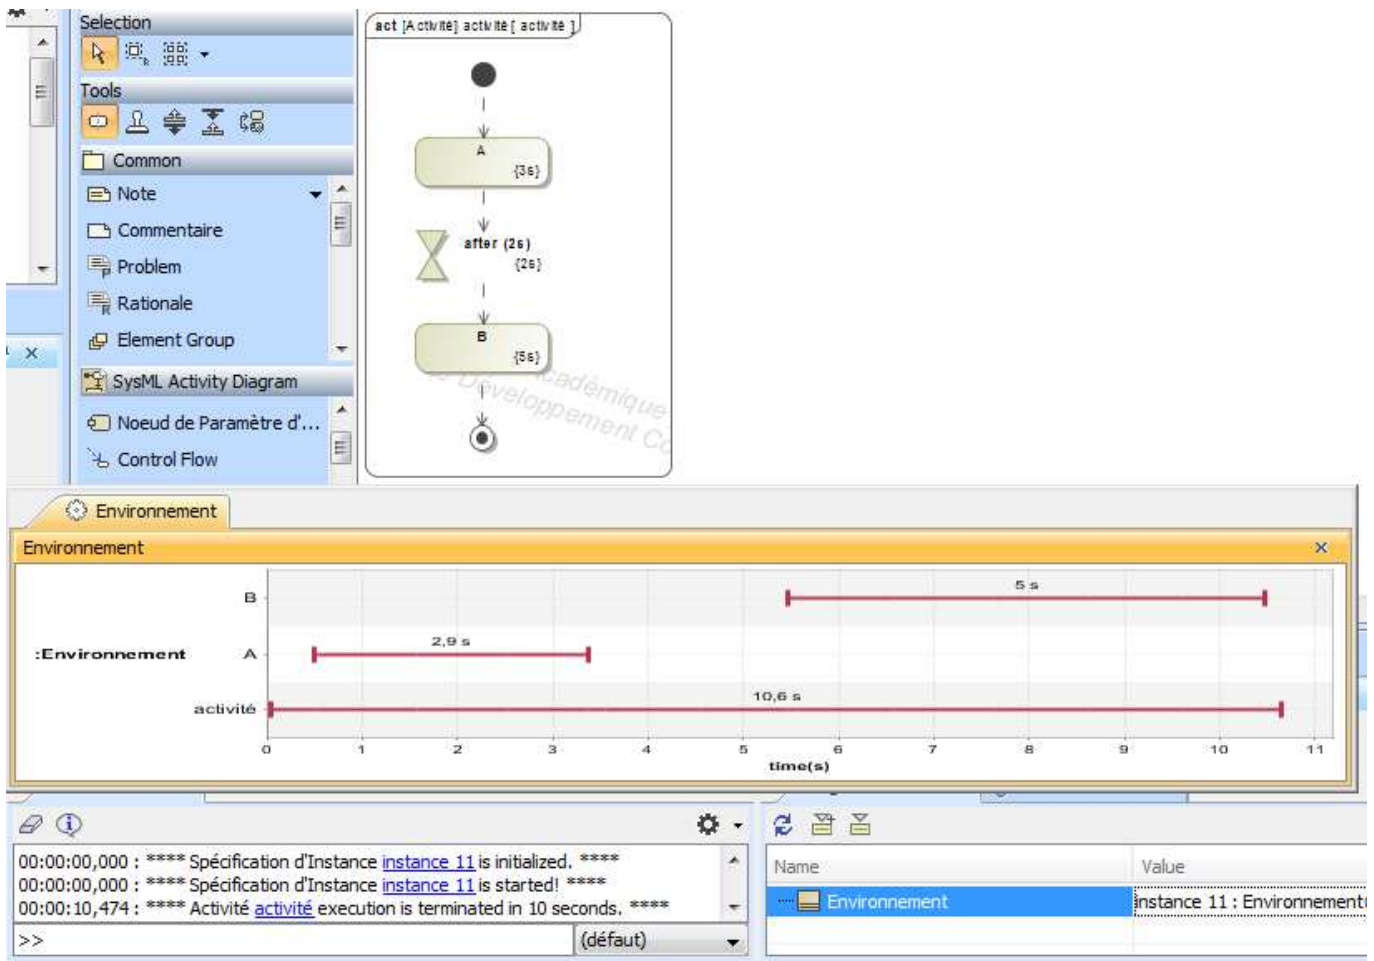 Selection
Tools
Common
Note
Commentaire
Problem
Rationale
Element Group
SysML Activity Diagram
Noeud de Paramètre d'...
Control Flow
act [Activité] activité [ activité ]
A
{3s}
after (2s)
{2s}
B
{5s}
Académique
Développement
Environnement
Environnement
B
5 s
:Environnement
A
2,9 s
activité
10,6 s
0 1 2 3 4 5 6 7 8 9 10 11
time(s)
00:00:00,000 : **** Spécification d'Instance instance 11 is initialized. ****
00:00:00,000 : **** Spécification d'Instance instance 11 is started! ****
00:00:10,474 : **** Activité activité execution is terminated in 10 seconds. ****
>>
(défaut)
Name Value
Environnement instance 11 : Environnement